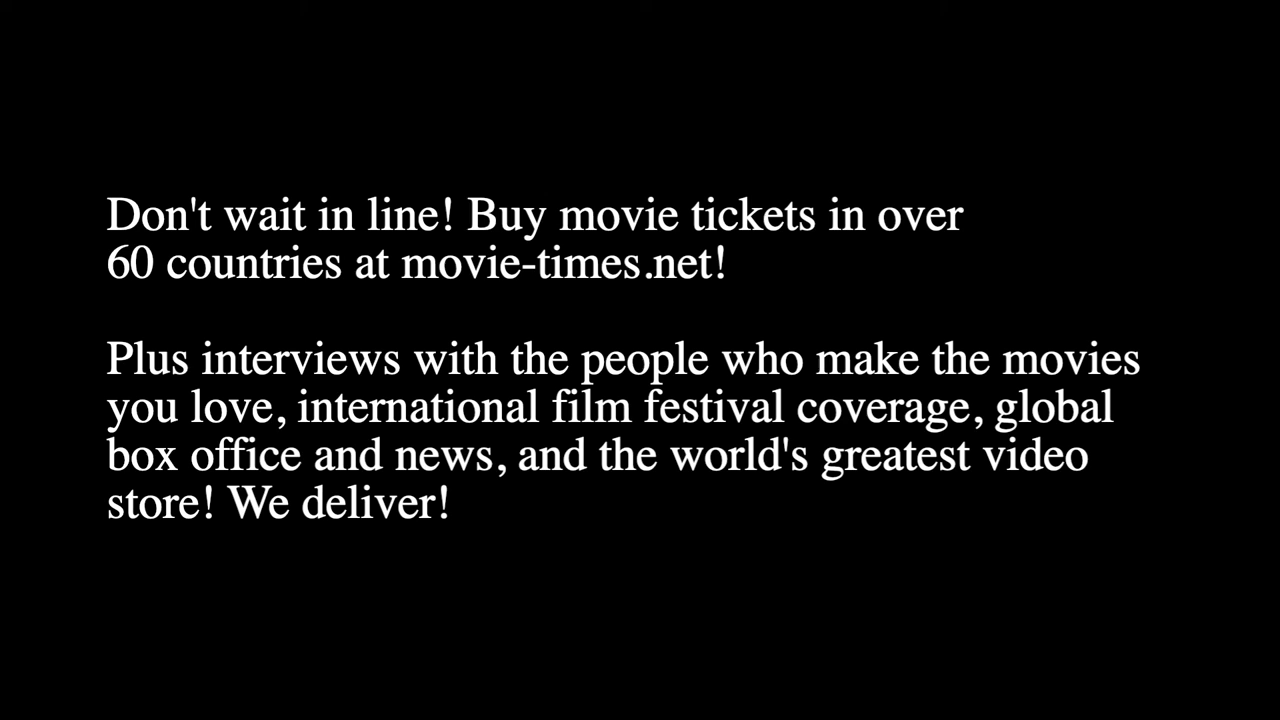 Don't wait in line! Buy movie tickets in over
60 countries at movie-times.net!
Plus interviews with the people who make the movies
you love, international film festival coverage, global
box office and news, and the world's greatest video
store! We deliver!